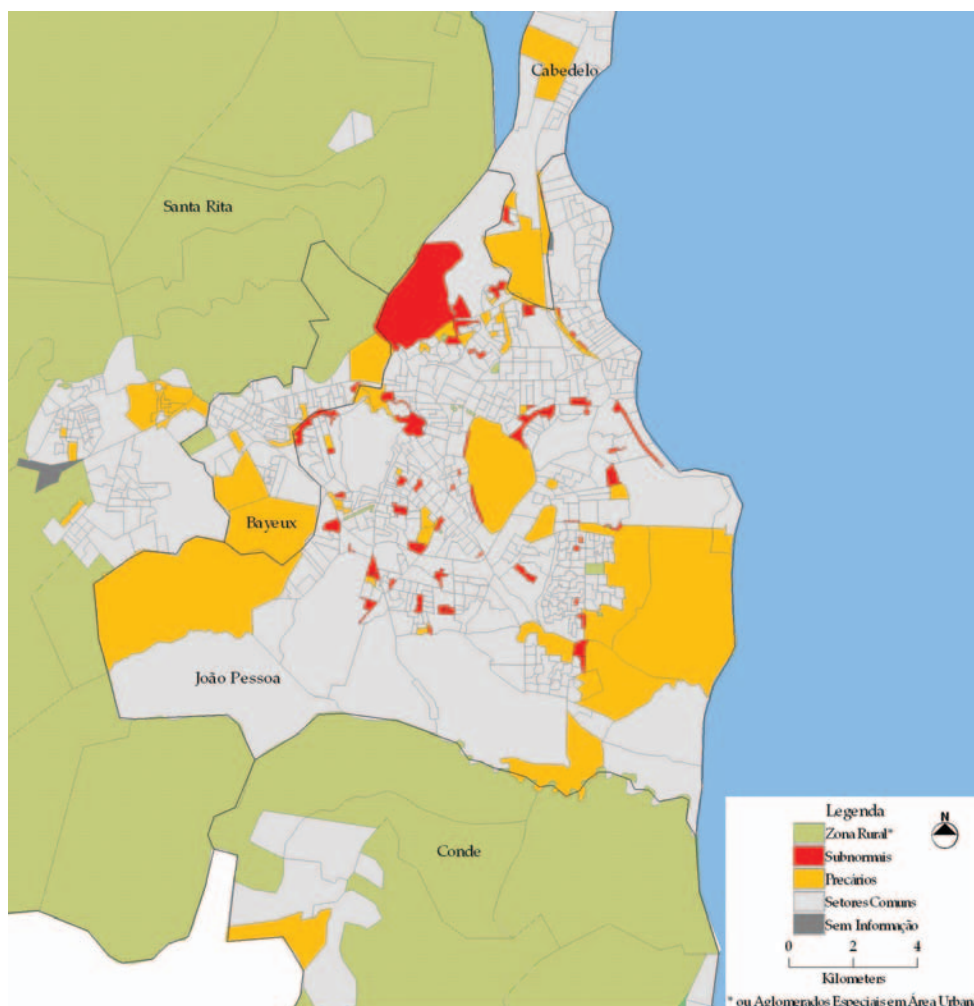 Cabedelo
Santa Rita
Bayeux
João Pessoa
Conde
Legenda
N
Zona Rural*
Subnormais
Precários
Setores Comuns
Sem Informação
0 2 4
Kilometers
* ou Aglomerados Especiais em Área Urban